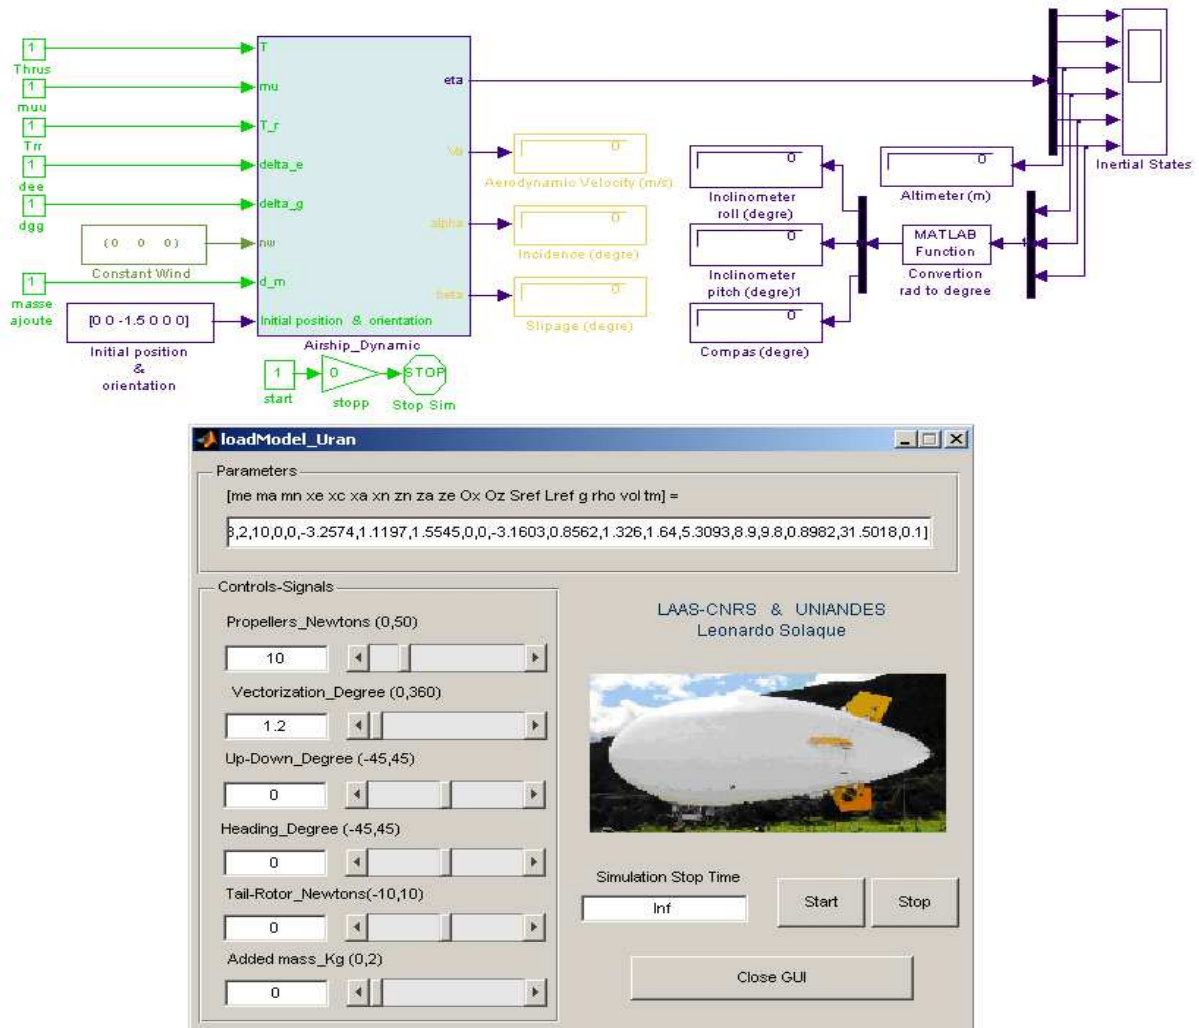 1
Thrus
1
muu
1
Trr
1
dee
1
dgg
(0 0 0)
Constant Wind
1
masse
ajoute
[0 0 -1.5 0 0 0]
Initial position
&
orientation
T
mu
T_r
delta_e
delta_g
nw
d_m
Initial position & orientation
eta
Va
alpha
beta
Airship_Dynamic
1
start
0
stopp
STOP
Stop Sim
0
Aerodynamic Velocity (m/s)
0
Incidence (degre)
0
Slipage (degre)
0
Inclinometer
roll (degre)
0
Inclinometer
pitch (degre)1
0
Compas (degre)
0
Altimeter (m)
MATLAB
Function
Convertion
rad to degree
Inertial States
loadModel_Uran
Parameters
[me ma mn xe xc xa xn zn za ze Ox Oz Sref Lref g rho vol tm] =
,2,10,0,0,-3.2574,1.1197,1.5545,0,0,-3.1603,0.8562,1.326,1.64,5.3093,8.9,9.8,0.8982,31.5018,0.1]
Controls-Signals
Propellers_Newtons (0,50)
10
Vectorization_Degree (0,360)
1.2
Up-Down_Degree (-45,45)
0
Heading_Degree (-45,45)
0
Tail-Rotor_Newtons(-10,10)
0
Added mass_Kg (0,2)
0
LAAS-CNRS & UNIANDES
Leonardo Solaque
Simulation Stop Time
Inf
Start
Stop
Close GUI